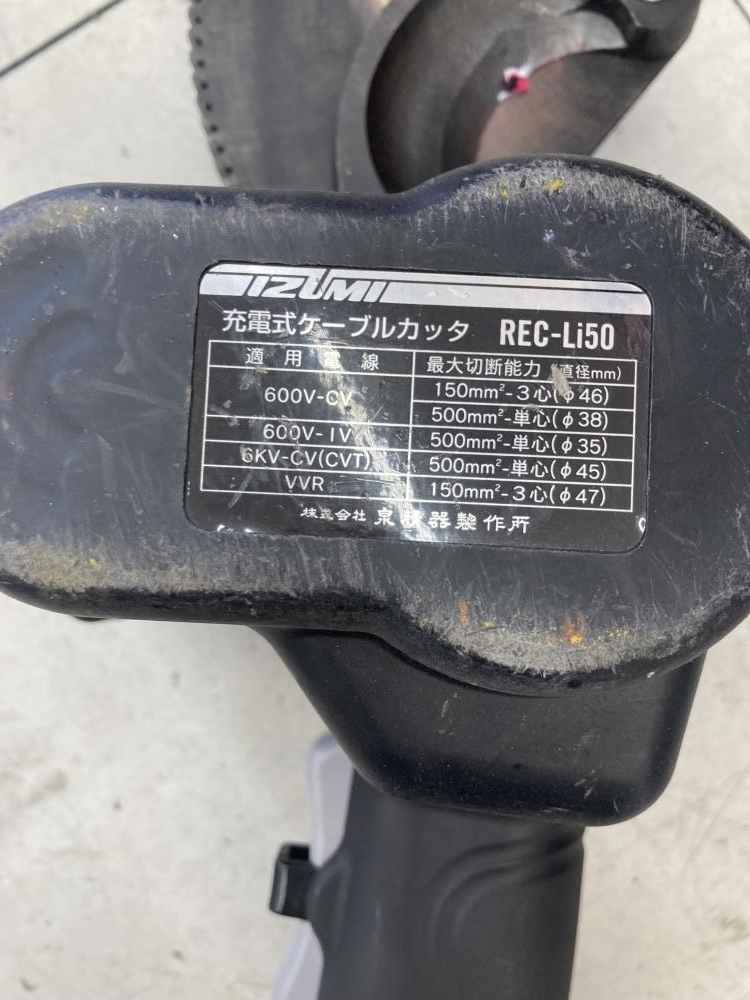 IZUMI
充電式ケーブルカッタ REC-Li50
適用電線 最大切断能力(直径mm)
600V-CV 150mm²-3心(φ46)
500mm²-単心(φ38)
600V-IV 500mm²-単心(φ35)
6KV-CV(CVT) 500mm²-単心(φ45)
VVR 150mm²-3心(φ47)
株式会社 泉精器製作所